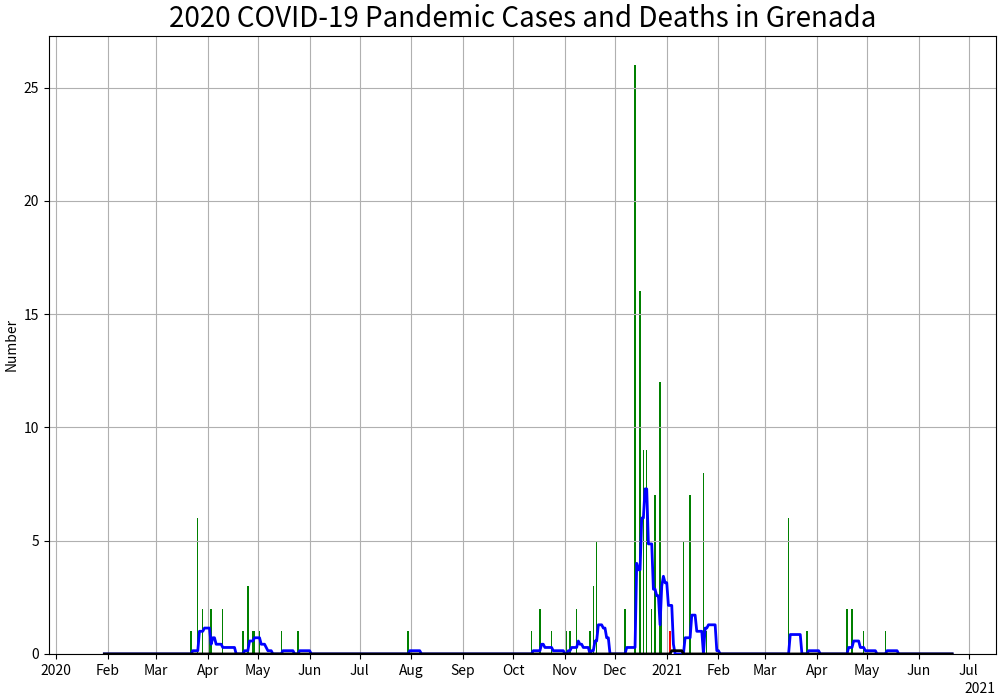 2020 COVID-19 Pandemic Cases and Deaths in Grenada
Number
25
20
15
10
5
0
2020 Feb Mar Apr May Jun Jul Aug Sep Oct Nov Dec 2021 Feb Mar Apr May Jun Jul
2021